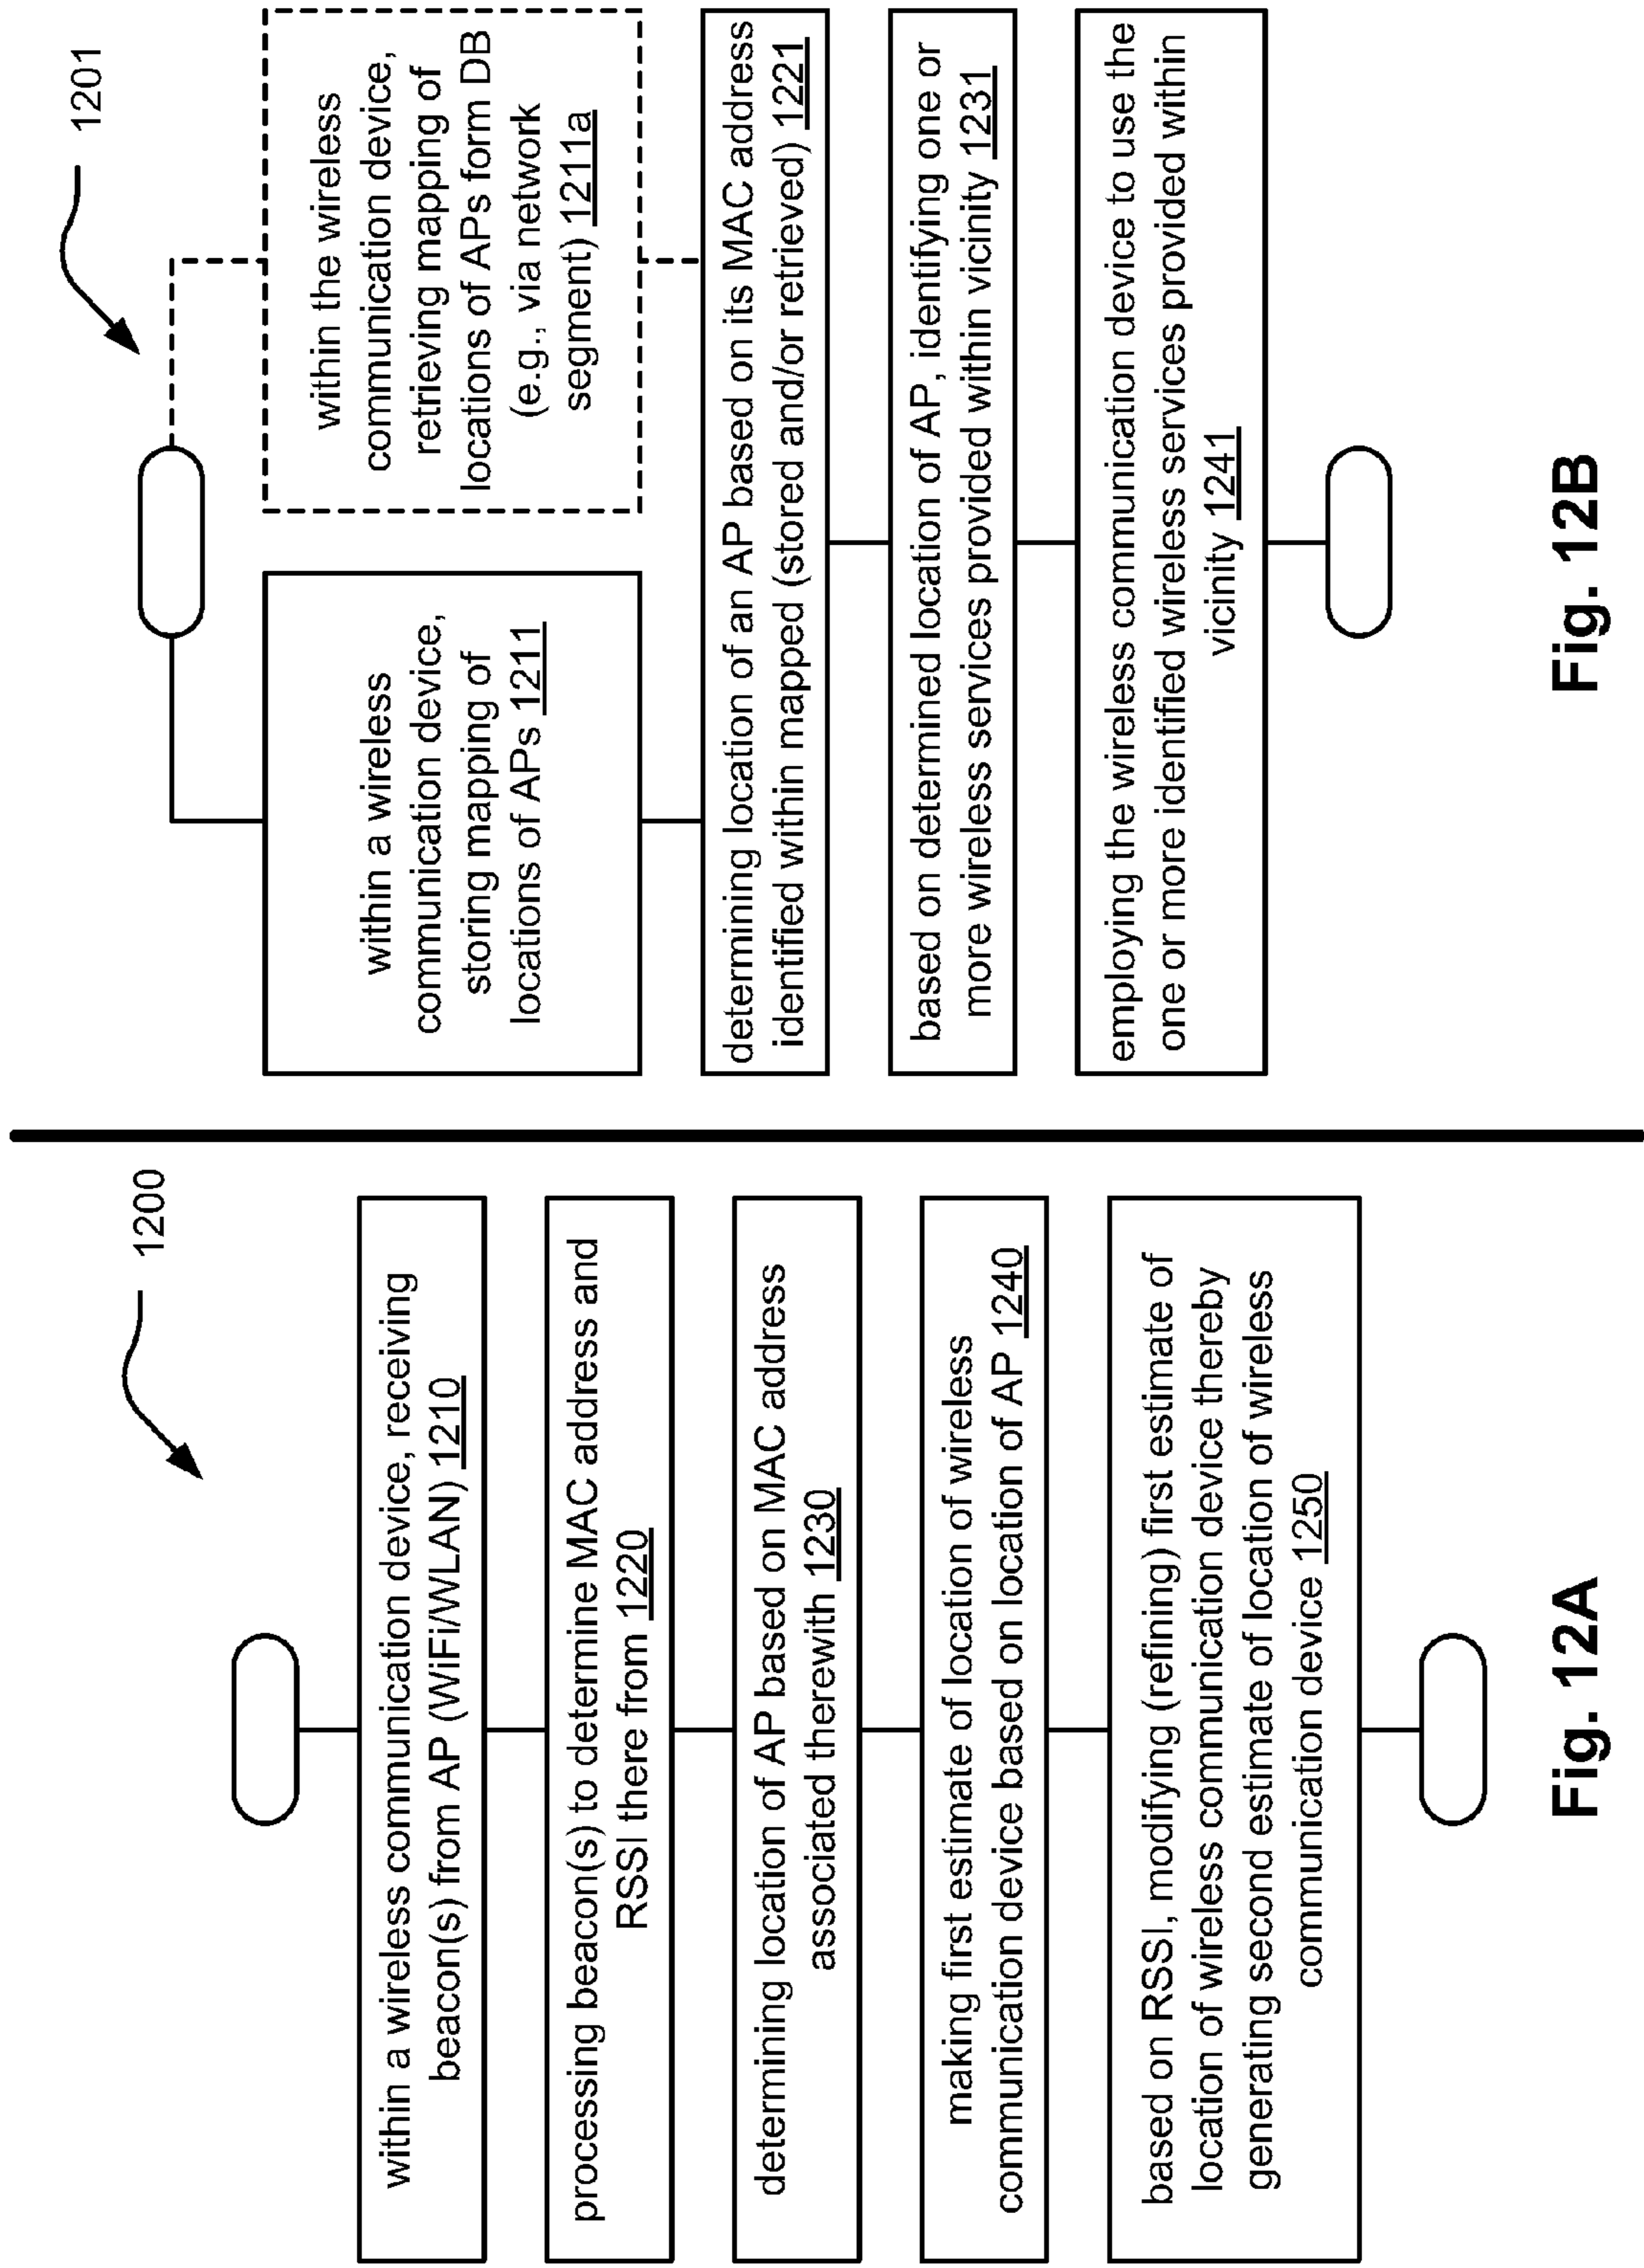 1200
within a wireless communication device, receiving
beacon(s) from AP (WiFi/WLAN) 1210
processing beacon(s) to determine MAC address and
RSSI there from 1220
determining location of AP based on MAC address
associated therewith 1230
making first estimate of location of wireless
communication device based on location of AP 1240
based on RSSI, modifying (refining) first estimate of
location of wireless communication device thereby
generating second estimate of location of wireless
communication device 1250
Fig. 12A
1201
within a wireless
communication device,
storing mapping of
locations of APs 1211
within the wireless
communication device,
retrieving mapping of
locations of APs form DB
(e.g., via network
segment) 1211a
determining location of an AP based on its MAC address
identified within mapped (stored and/or retrieved) 1221
based on determined location of AP, identifying one or
more wireless services provided within vicinity 1231
employing the wireless communication device to use the
one or more identified wireless services provided within
vicinity 1241
Fig. 12B